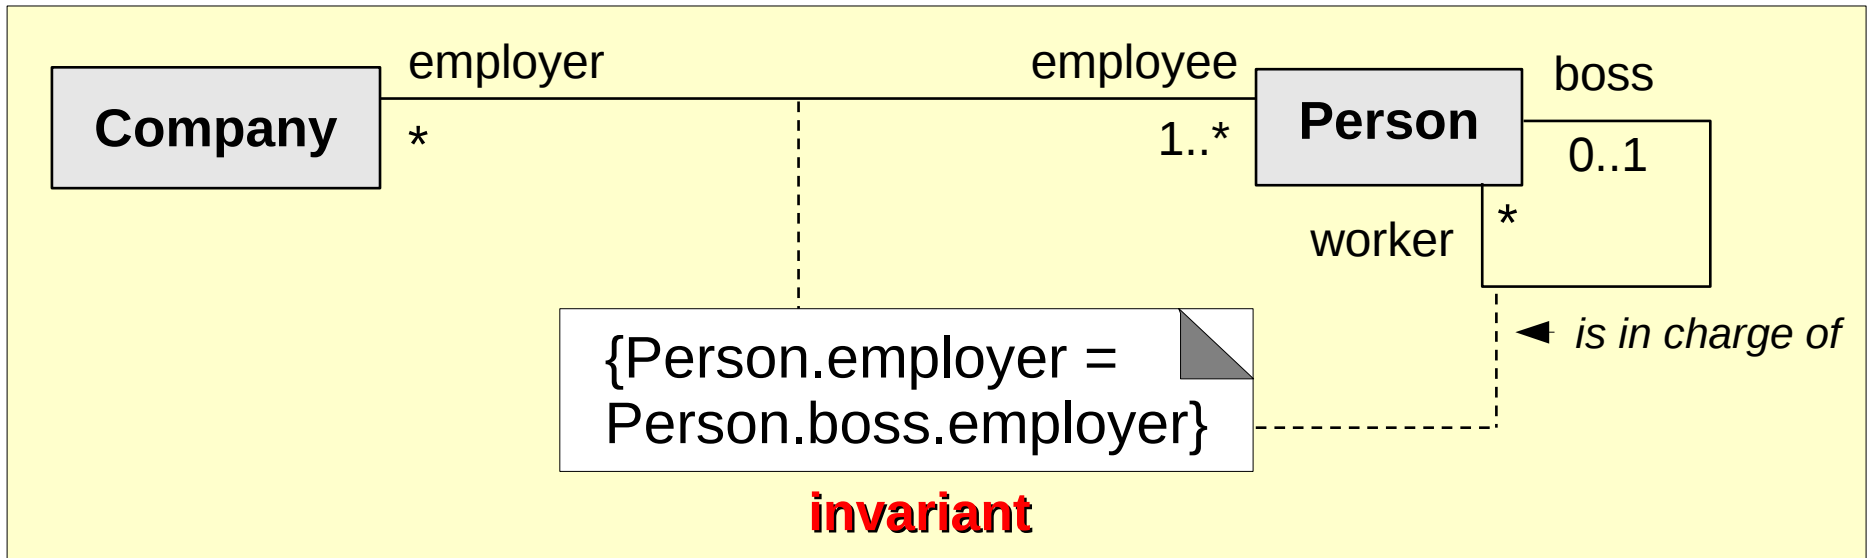 employer
employee
boss
Company
Person
*
1..*
0..1
*
worker
is in charge of
{Person.employer =
Person.boss.employer}
invariant